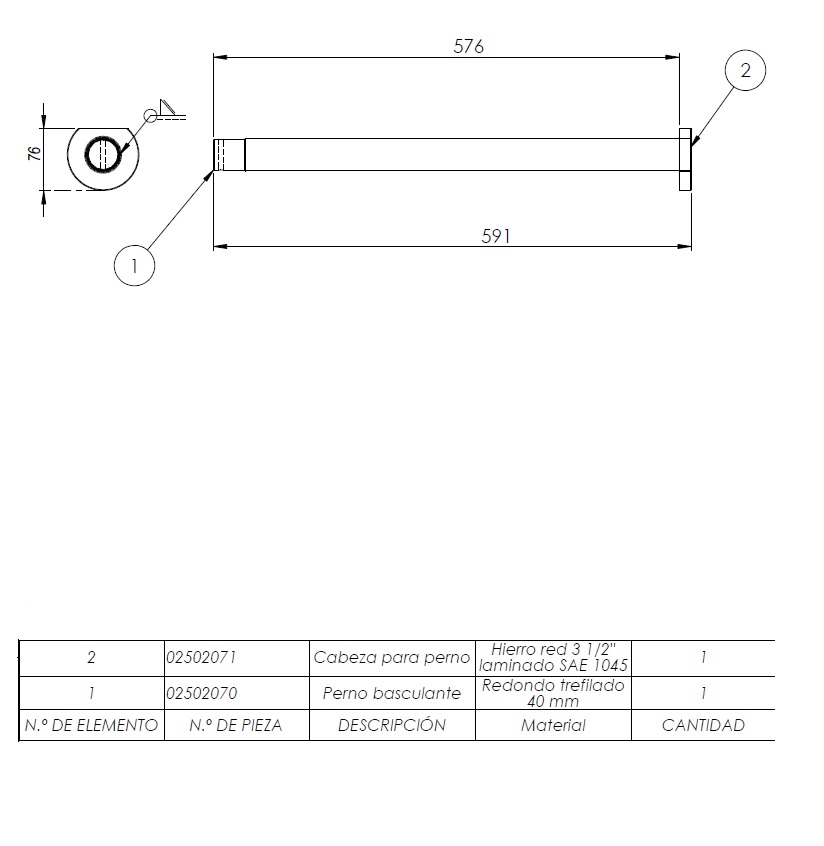 576
2
76
591
1
2 02502071 Cabeza para perno Hierro red 3 1/2" laminado SAE 1045 1
1 02502070 Perno basculante Redondo trefilado 40 mm 1
N.º DE ELEMENTO N.º DE PIEZA DESCRIPCIÓN Material CANTIDAD